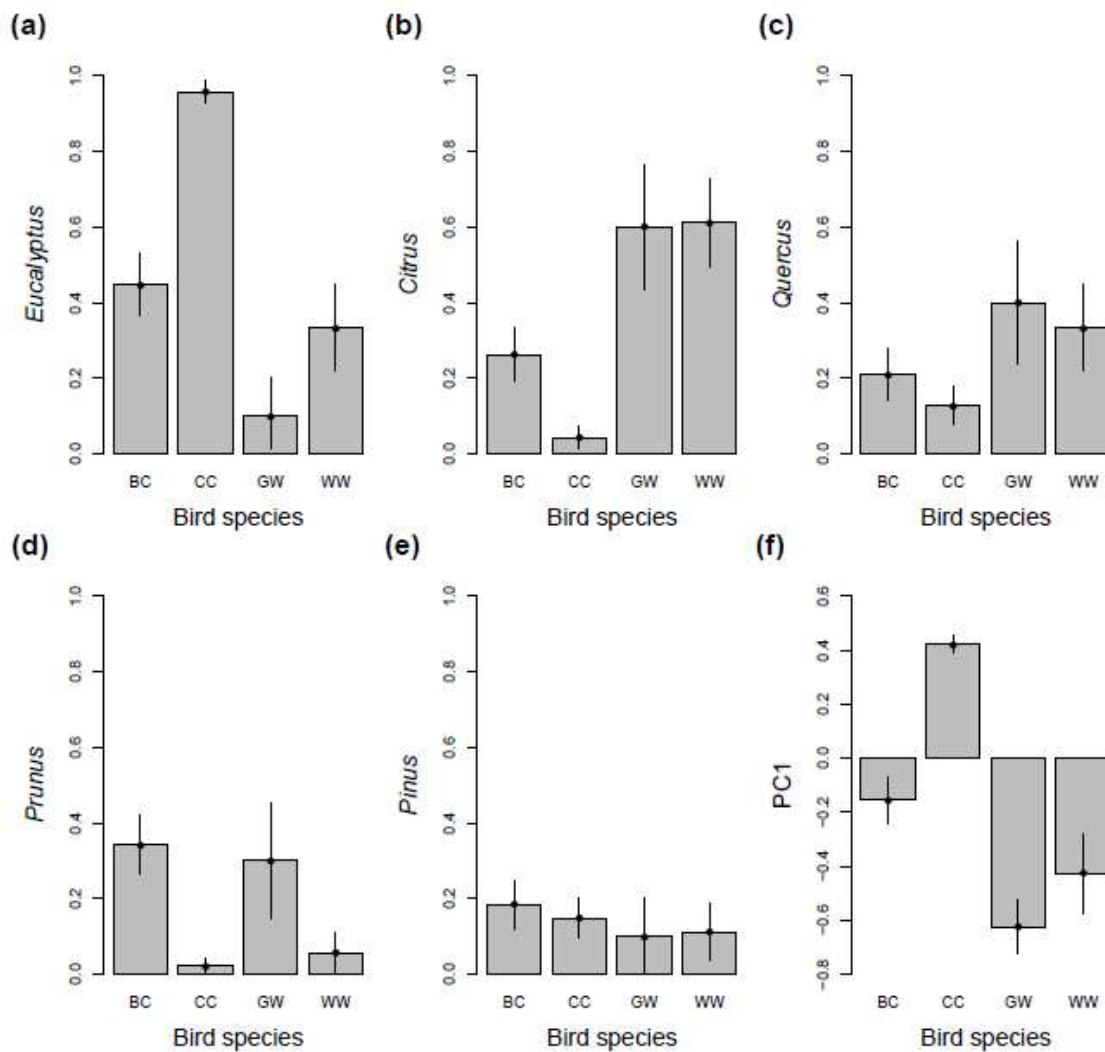 (a)
Eucalyptus
1.0
0.8
0.6
0.4
0.2
0.0
BC CC GW WW
Bird species
(b)
Citrus
1.0
0.8
0.6
0.4
0.2
0.0
BC CC GW WW
Bird species
(c)
Quercus
1.0
0.8
0.6
0.4
0.2
0.0
BC CC GW WW
Bird species
(d)
Prunus
1.0
0.8
0.6
0.4
0.2
0.0
BC CC GW WW
Bird species
(e)
Pinus
1.0
0.8
0.6
0.4
0.2
0.0
BC CC GW WW
Bird species
(f)
PC1
0.6
0.4
0.2
0.0
−0.2
−0.4
−0.6
−0.8
BC CC GW WW
Bird species